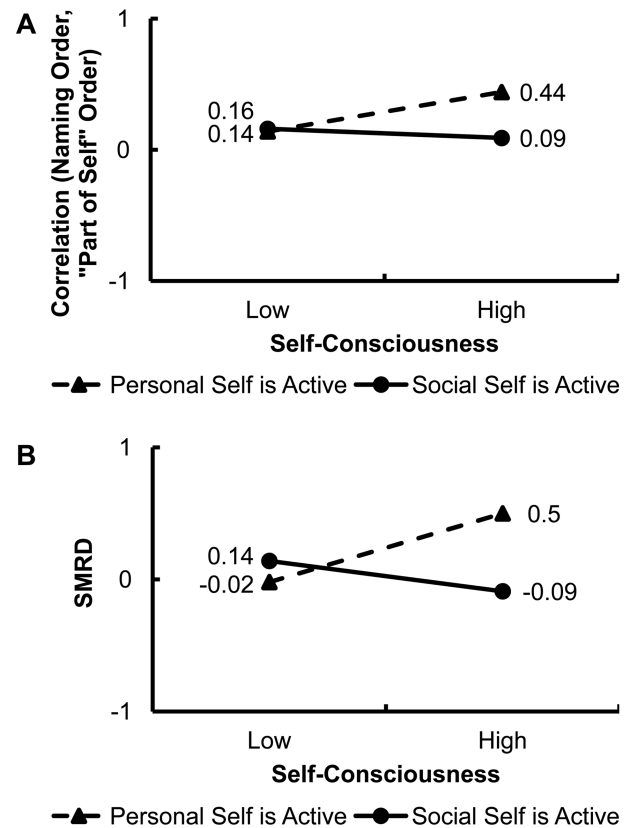 A
1
0
-1
Correlation (Naming Order,
"Part of Self" Order)
0.16
0.14
0.44
0.09
Low
High
Self-Consciousness
Personal Self is Active
Social Self is Active
B
1
0
-1
SMRD
0.14
-0.02
0.5
-0.09
Low
High
Self-Consciousness
Personal Self is Active
Social Self is Active